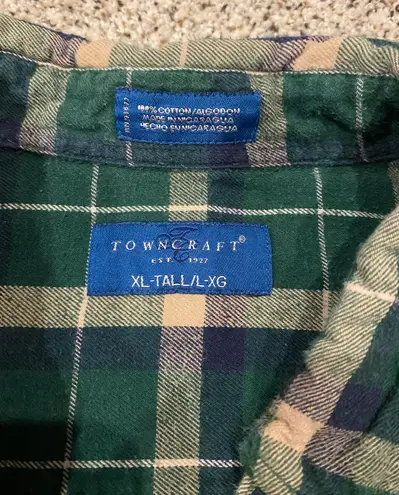 100% COTTON/ALGODON
MADE IN NICARAGUA
HECHO EN NICARAGUA
TOWNCRAFT®
EST 1927
XL-TALL/L-XG